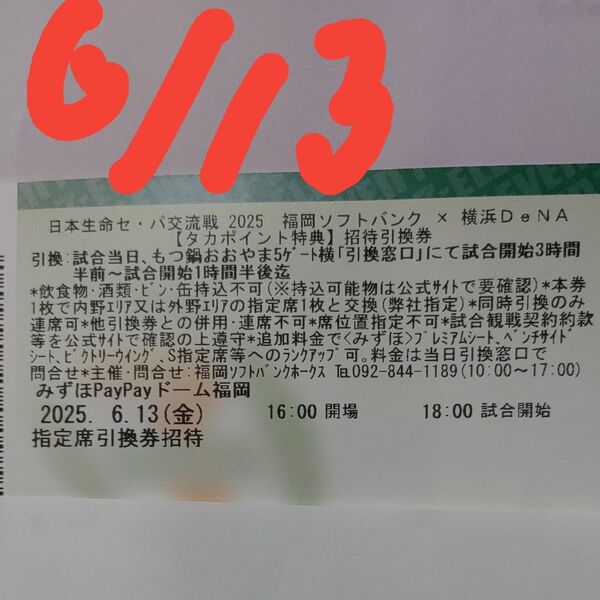 6/13
日本生命セ・パ交流戦 2025 福岡ソフトバンク × 横浜DeNA
【タカポイント特典】招待引換券
引換:試合当日、もつ鍋おおやま5ゲート横「引換窓口」にて試合開始3時間
半前～試合開始1時間半後迄
*飲食物・酒類・ビン・缶持込不可(※持込可能物は公式サイトで要確認)*本券
1枚で内野エリア又は外野エリアの指定席1枚と交換(弊社指定)*同時引換のみ
連席可*他引換券との併用・連席不可*席位置指定不可*試合観戦契約約款
等を公式サイトで確認の上遵守*追加料金で<みずほ>プレミアムシート、ベンチサイド
シート、ビクトリーウイング、S指定席等へのランクアップ可。料金は当日引換窓口で
問合せ*主催・問合せ:福岡ソフトバンクホークス ℡092-844-1189(10:00～17:00)
みずほPayPayドーム福岡
2025. 6.13(金) 16:00 開場 18:00 試合開始
指定席引換券招待